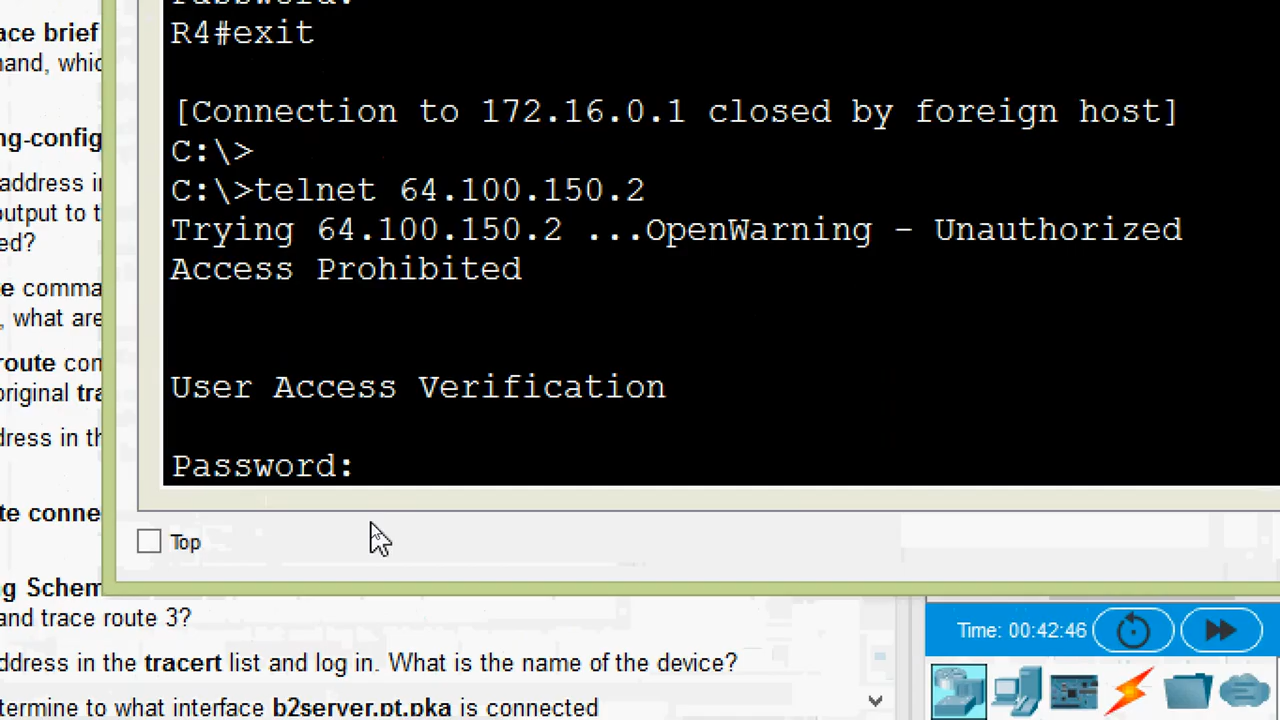 Password:
R4#exit
[Connection to 172.16.0.1 closed by foreign host]
C:\>
C:\>telnet 64.100.150.2
Trying 64.100.150.2 ...OpenWarning - Unauthorized
Access Prohibited
User Access Verification
Password:
Top
ace brief
and, whic
ng-config
address i
output to t
ed?
e comma
, what are
route con
original tra
dress in th
te conne
g Schem
and trace route 3?
ddress in the tracert list and log in. What is the name of the device?
termine to what interface b2server.pt.pka is connected
Time: 00:42:46